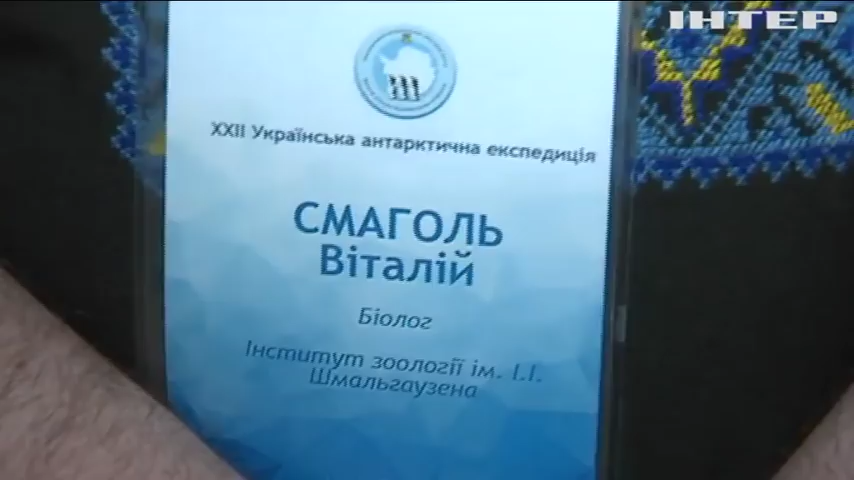 ІНТЕР
XXII Українська антарктична експедиція
СМАГОЛЬ
Віталій
Біолог
Інститут зоології ім. І.І.
Шмальгаузена